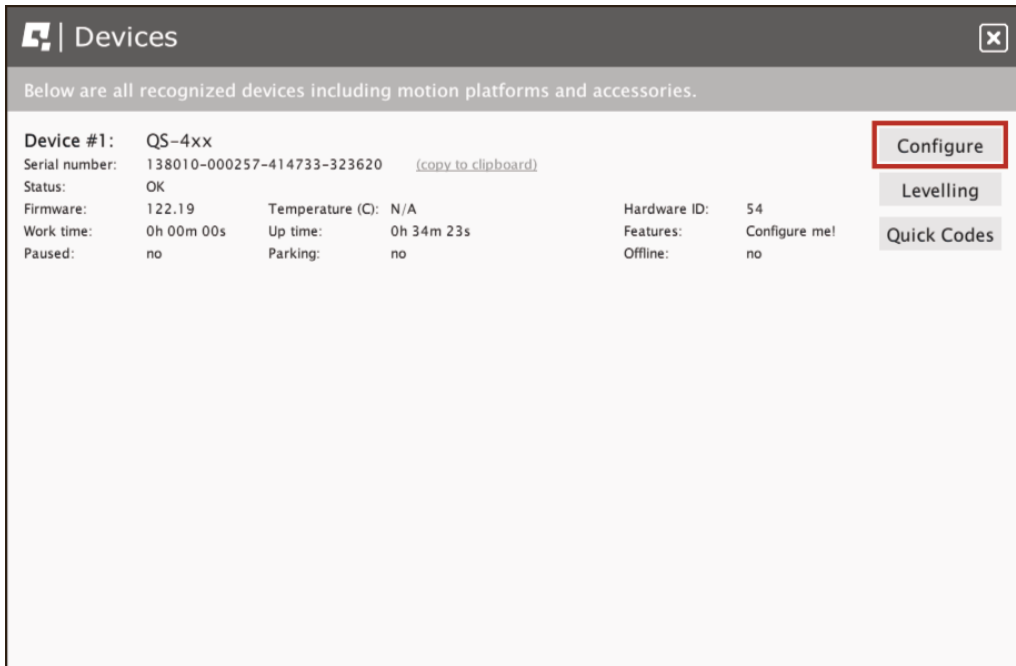 Devices
Below are all recognized devices including motion platforms and accessories.
Device #1: QS-4xx
Serial number: 138010-000257-414733-323620 (copy to clipboard)
Status: OK
Firmware: 122.19 Temperature (C): N/A Hardware ID: 54
Work time: 0h 00m 00s Up time: 0h 34m 23s Features: Configure me!
Paused: no Parking: no Offline: no
Configure
Levelling
Quick Codes